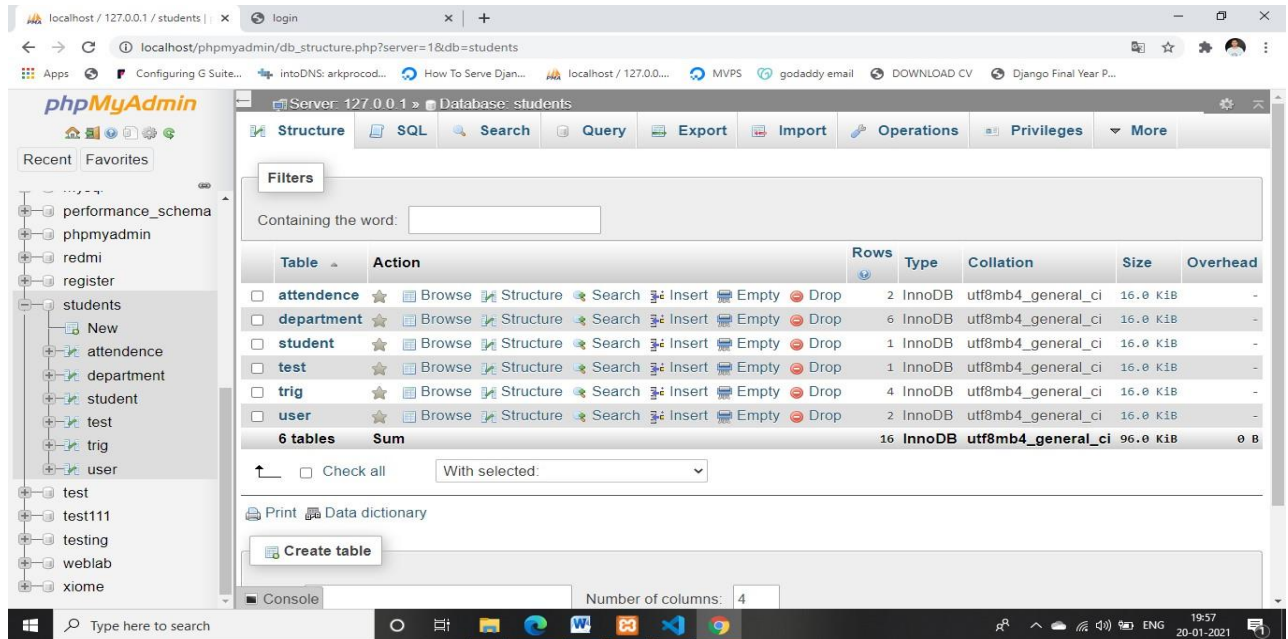 localhost / 127.0.0.1 / students |
login
localhost/phpmyadmin/db_structure.php?server=1&db=students
Apps
Configuring G Suite...
intoDNS: arkprocod...
How To Serve Djan...
localhost / 127.0.0....
MVPS
godaddy email
DOWNLOAD CV
Django Final Year P...
phpMyAdmin
Recent Favorites
performance_schema
phpmyadmin
redmi
register
students
New
attendence
department
student
test
trig
user
test
test111
testing
weblab
xiome
Server: 127.0.0.1 » Database: students
Structure SQL Search Query Export Import Operations Privileges More
Filters
Containing the word:
Table Action Rows Type Collation Size Overhead
attendence Browse Structure Search Insert Empty Drop 2 InnoDB utf8mb4_general_ci 16.0 KiB -
department Browse Structure Search Insert Empty Drop 6 InnoDB utf8mb4_general_ci 16.0 KiB -
student Browse Structure Search Insert Empty Drop 1 InnoDB utf8mb4_general_ci 16.0 KiB -
test Browse Structure Search Insert Empty Drop 1 InnoDB utf8mb4_general_ci 16.0 KiB -
trig Browse Structure Search Insert Empty Drop 4 InnoDB utf8mb4_general_ci 16.0 KiB -
user Browse Structure Search Insert Empty Drop 2 InnoDB utf8mb4_general_ci 16.0 KiB -
6 tables Sum 16 InnoDB utf8mb4_general_ci 96.0 KiB 0 B
Check all With selected:
Print Data dictionary
Create table
Console Number of columns: 4
Type here to search
ENG
19:57
20-01-2021